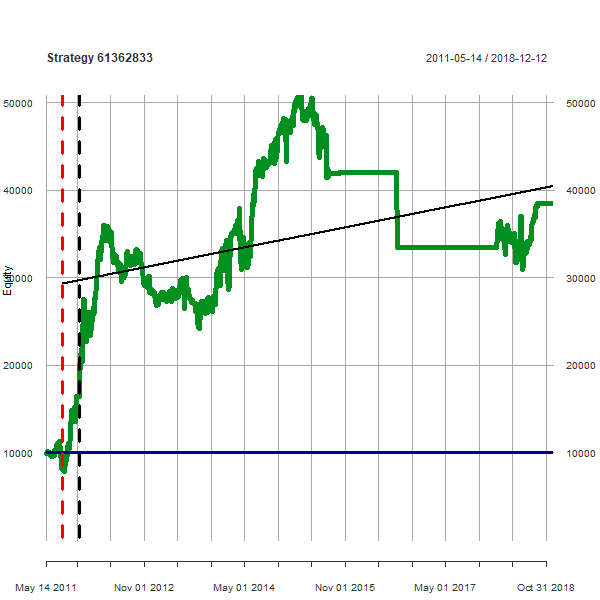 Strategy 61362833
2011-05-14 / 2018-12-12
50000
50000
40000
40000
Equity
30000
30000
20000
20000
10000
10000
May 14 2011
Nov 01 2012
May 01 2014
Nov 01 2015
May 01 2017
Oct 31 2018